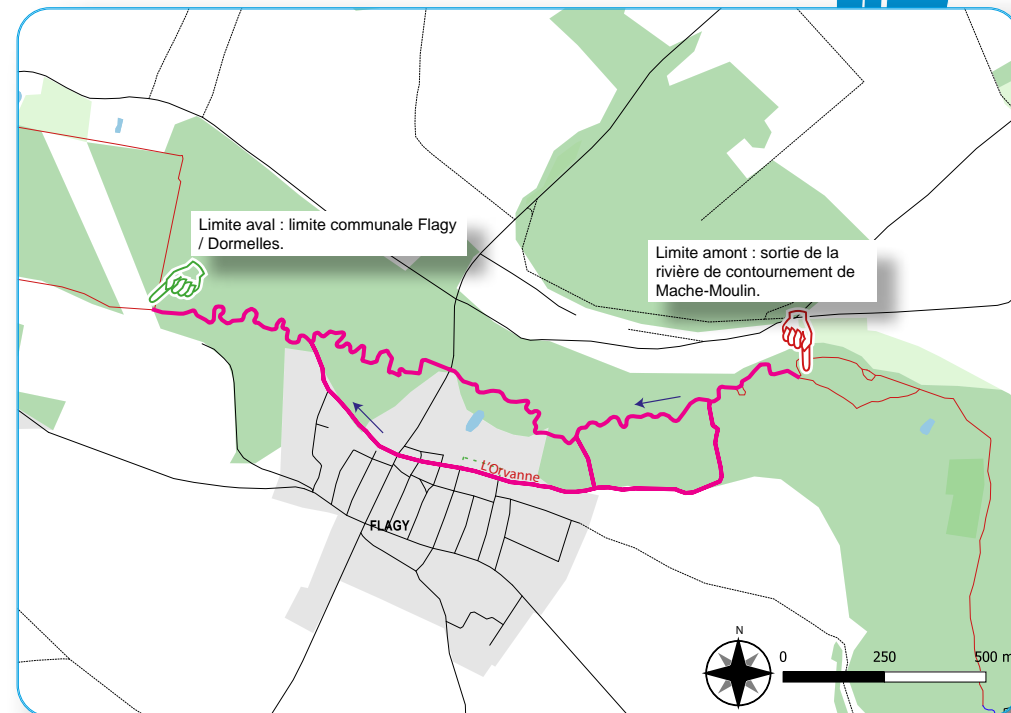 Limite aval : limite communale Flagy
/ Dormelles.
Limite amont : sortie de la
rivière de contournement de
Mache-Moulin.
L'Orvanne
FLAGY
N
0 250 500 m